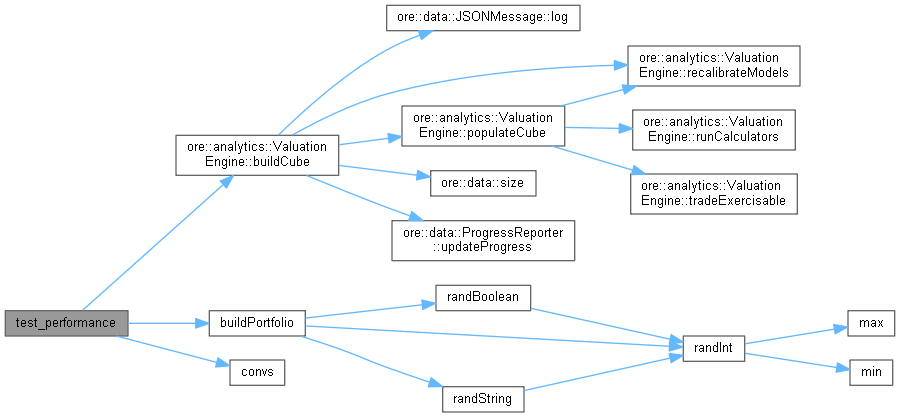 ore::data::JSONMessage::log
ore::analytics::Valuation
Engine::recalibrateModels
ore::analytics::Valuation
Engine::populateCube
ore::analytics::Valuation
Engine::runCalculators
ore::analytics::Valuation
Engine::buildCube
ore::data::size
ore::analytics::Valuation
Engine::tradeExercisable
ore::data::ProgressReporter
::updateProgress
randBoolean
test_performance
buildPortfolio
max
randInt
convs
min
randString